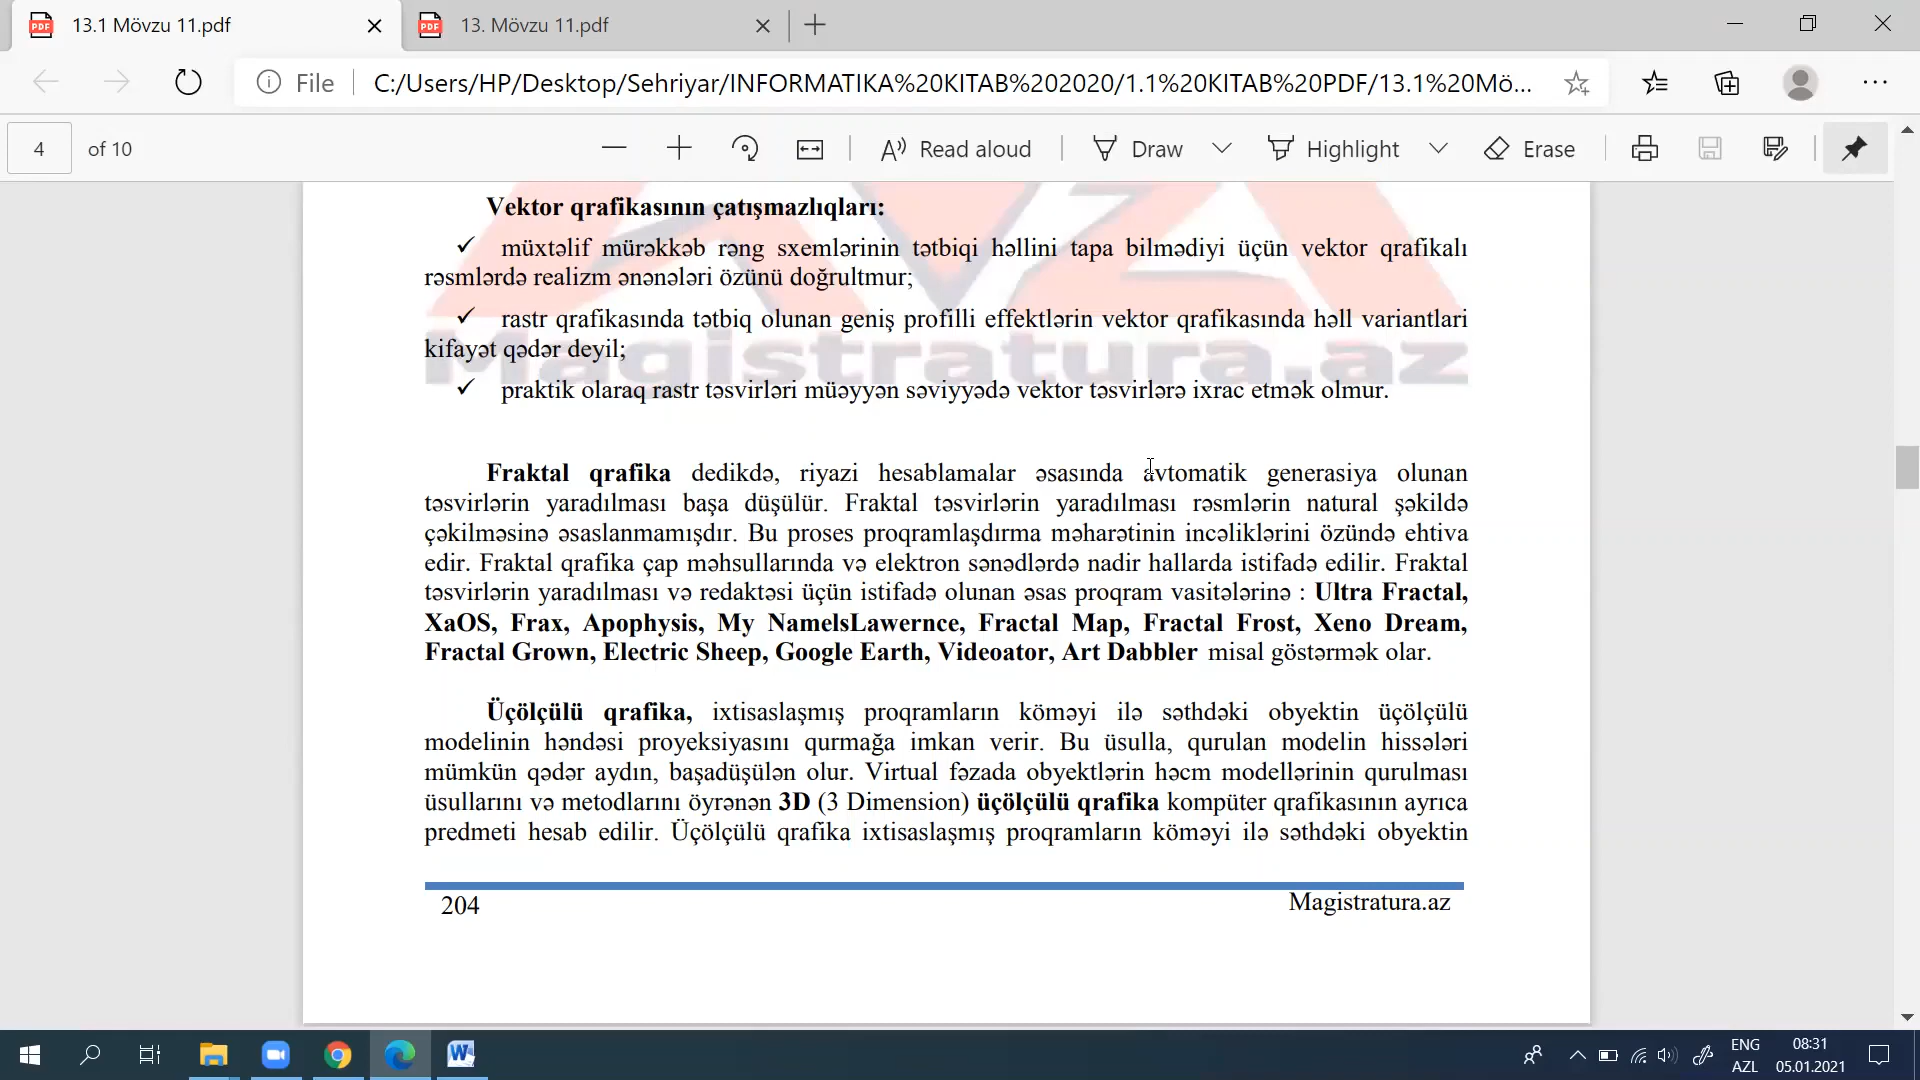 13.1 Mövzu 11.pdf
13. Mövzu 11.pdf
File
C:/Users/HP/Desktop/Sehriyar/INFORMATIKA%20KITAB%202020/1.1%20KITAB%20PDF/13.1%20Mö...
4 of 10
Read aloud
Draw
Highlight
Erase
Vektor qrafikasının çatışmazlıqları:
✓ müxtəlif mürəkkəb rəng sxemlərinin tətbiqi həllini tapa bilmədiyi üçün vektor qrafikalı
rəsmlərdə realizm ənənələri özünü doğrultmur;
✓ rastr qrafikasında tətbiq olunan geniş profilli effektlərin vektor qrafikasında həll variantlari
kifayət qədər deyil;
✓ praktik olaraq rastr təsvirləri müəyyən səviyyədə vektor təsvirlərə ixrac etmək olmur.
Magistratura.az
Fraktal qrafika dedikdə, riyazi hesablamalar əsasında avtomatik generasiya olunan
təsvirlərin yaradılması başa düşülür. Fraktal təsvirlərin yaradılması rəsmlərin natural şəkildə
çəkilməsinə əsaslanmamışdır. Bu proses proqramlaşdırma məharətinin incəliklərini özündə ehtiva
edir. Fraktal qrafika çap məhsullarında və elektron sənədlərdə nadir hallarda istifadə edilir. Fraktal
təsvirlərin yaradılması və redaktəsi üçün istifadə olunan əsas proqram vasitələrinə : Ultra Fractal,
XaOS, Frax, Apophysis, My NamelsLawernce, Fractal Map, Fractal Frost, Xeno Dream,
Fractal Grown, Electric Sheep, Google Earth, Videoator, Art Dabbler misal göstərmək olar.
Üçölçülü qrafika, ixtisaslaşmış proqramların köməyi ilə səthdəki obyektin üçölçülü
modelinin həndəsi proyeksiyasını qurmağa imkan verir. Bu üsulla, qurulan modelin hissələri
mümkün qədər aydın, başadüşülən olur. Virtual fəzada obyektlərin həcm modellərinin qurulması
üsullarını və metodlarını öyrənən 3D (3 Dimension) üçölçülü qrafika kompüter qrafikasının ayrıca
predmeti hesab edilir. Üçölçülü qrafika ixtisaslaşmış proqramların köməyi ilə səthdəki obyektin
204
Magistratura.az
ENG
AZL
08:31
05.01.2021